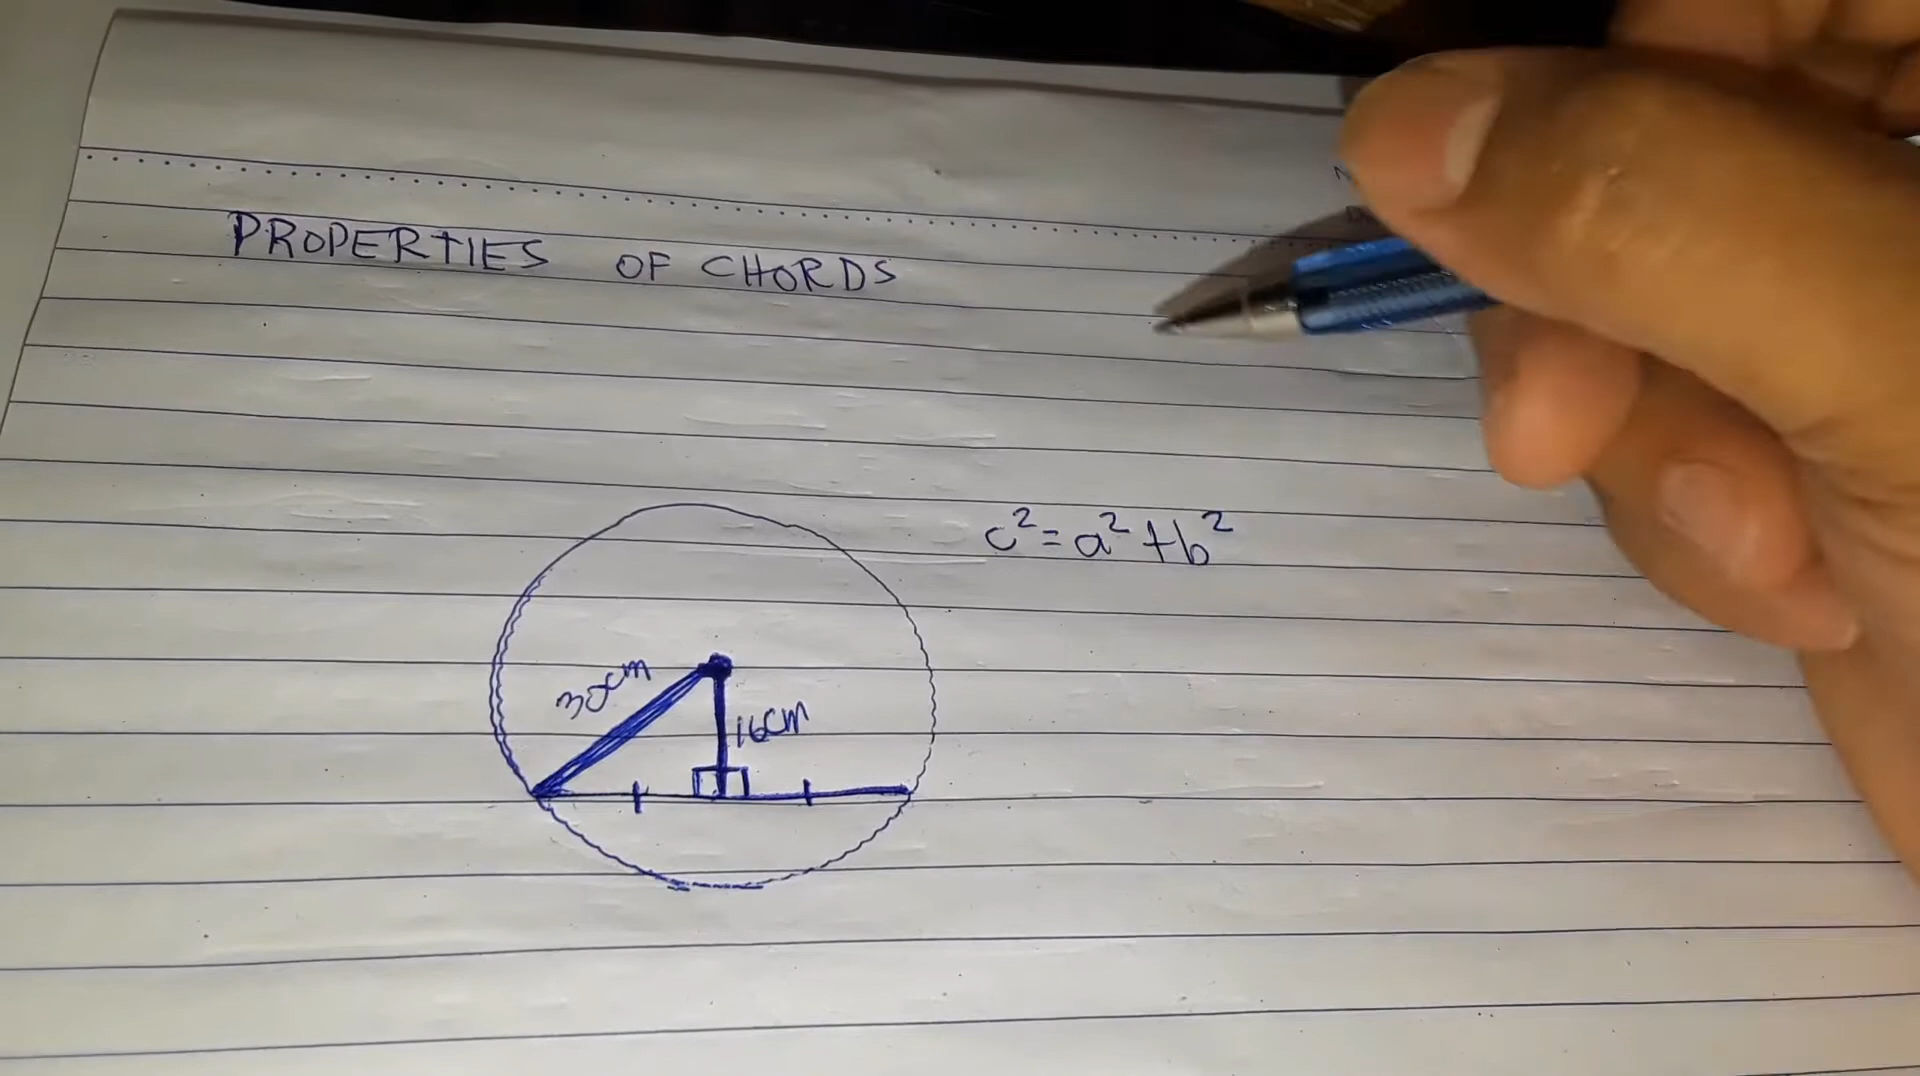 PROPERTIES OF CHORDS
c² = a² + b²
30cm
16cm